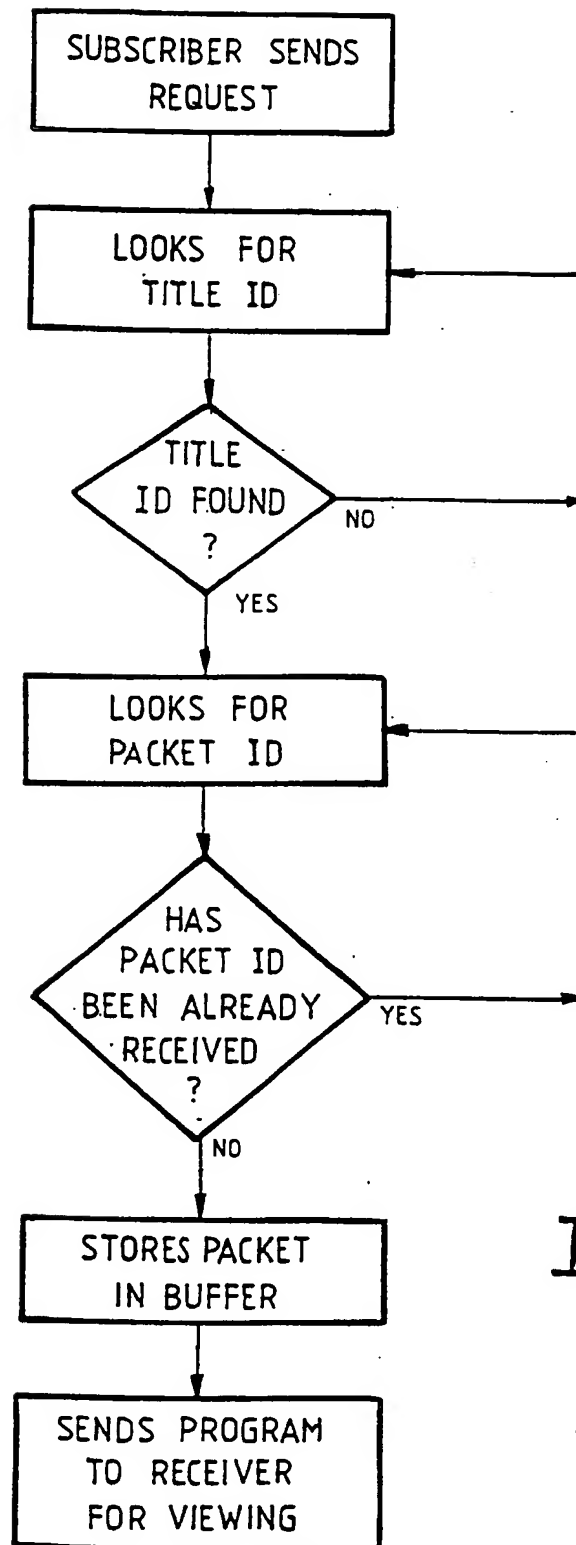 SUBSCRIBER SENDS
REQUEST
LOOKS FOR
TITLE ID
TITLE
ID FOUND
?
NO
YES
LOOKS FOR
PACKET ID
HAS
PACKET ID
BEEN ALREADY
RECEIVED
?
YES
NO
STORES PACKET
IN BUFFER
SENDS PROGRAM
TO RECEIVER
FOR VIEWING